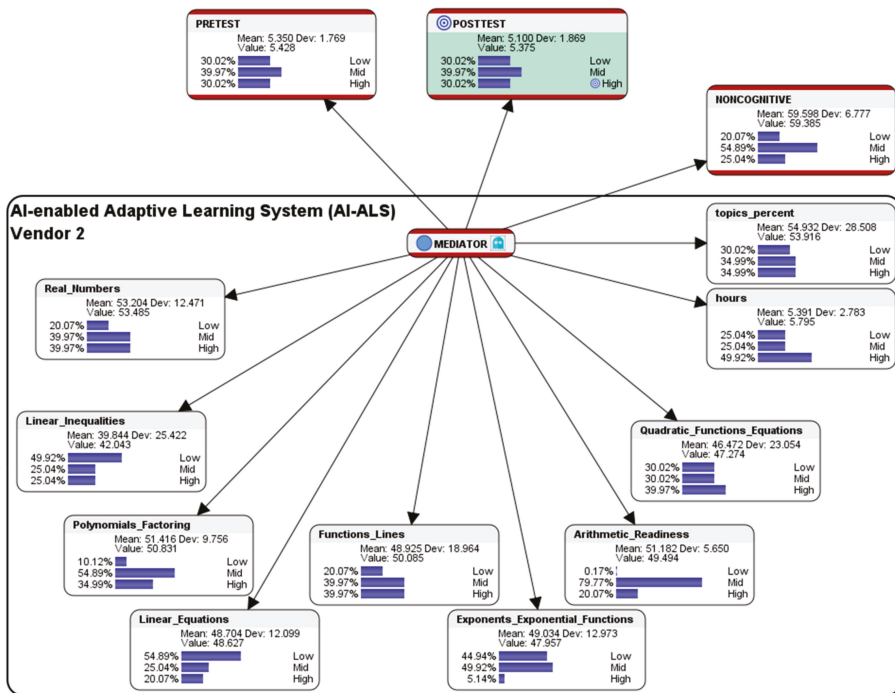 PRETEST
Mean: 5.350 Dev: 1.769
Value: 5.428
30.02% Low
39.97% Mid
30.02% High
POSTTEST
Mean: 5.100 Dev: 1.869
Value: 5.375
30.02% Low
39.97% Mid
30.02% High
NONCOGNITIVE
Mean: 59.598 Dev: 6.777
Value: 59.385
20.07% Low
54.89% Mid
25.04% High
AI-enabled Adaptive Learning System (AI-ALS)
Vendor 2
MEDIATOR
topics_percent
Mean: 54.932 Dev: 28.508
Value: 53.916
30.02% Low
34.99% Mid
34.99% High
Real_Numbers
Mean: 53.204 Dev: 12.471
Value: 53.485
20.07% Low
39.97% Mid
39.97% High
hours
Mean: 5.391 Dev: 2.783
Value: 5.795
25.04% Low
25.04% Mid
49.92% High
Linear_Inequalities
Mean: 39.844 Dev: 25.422
Value: 42.043
49.92% Low
25.04% Mid
25.04% High
Quadratic_Functions_Equations
Mean: 46.472 Dev: 23.054
Value: 47.274
30.02% Low
30.02% Mid
39.97% High
Polynomials_Factoring
Mean: 51.416 Dev: 9.756
Value: 50.831
10.12% Low
54.89% Mid
34.99% High
Functions_Lines
Mean: 48.925 Dev: 18.964
Value: 50.085
20.07% Low
39.97% Mid
39.97% High
Arithmetic_Readiness
Mean: 51.182 Dev: 5.650
Value: 49.494
0.17% Low
79.77% Mid
20.07% High
Linear_Equations
Mean: 48.704 Dev: 12.099
Value: 48.627
54.89% Low
25.04% Mid
20.07% High
Exponents_Exponential_Functions
Mean: 49.034 Dev: 12.973
Value: 47.957
44.94% Low
49.92% Mid
5.14% High